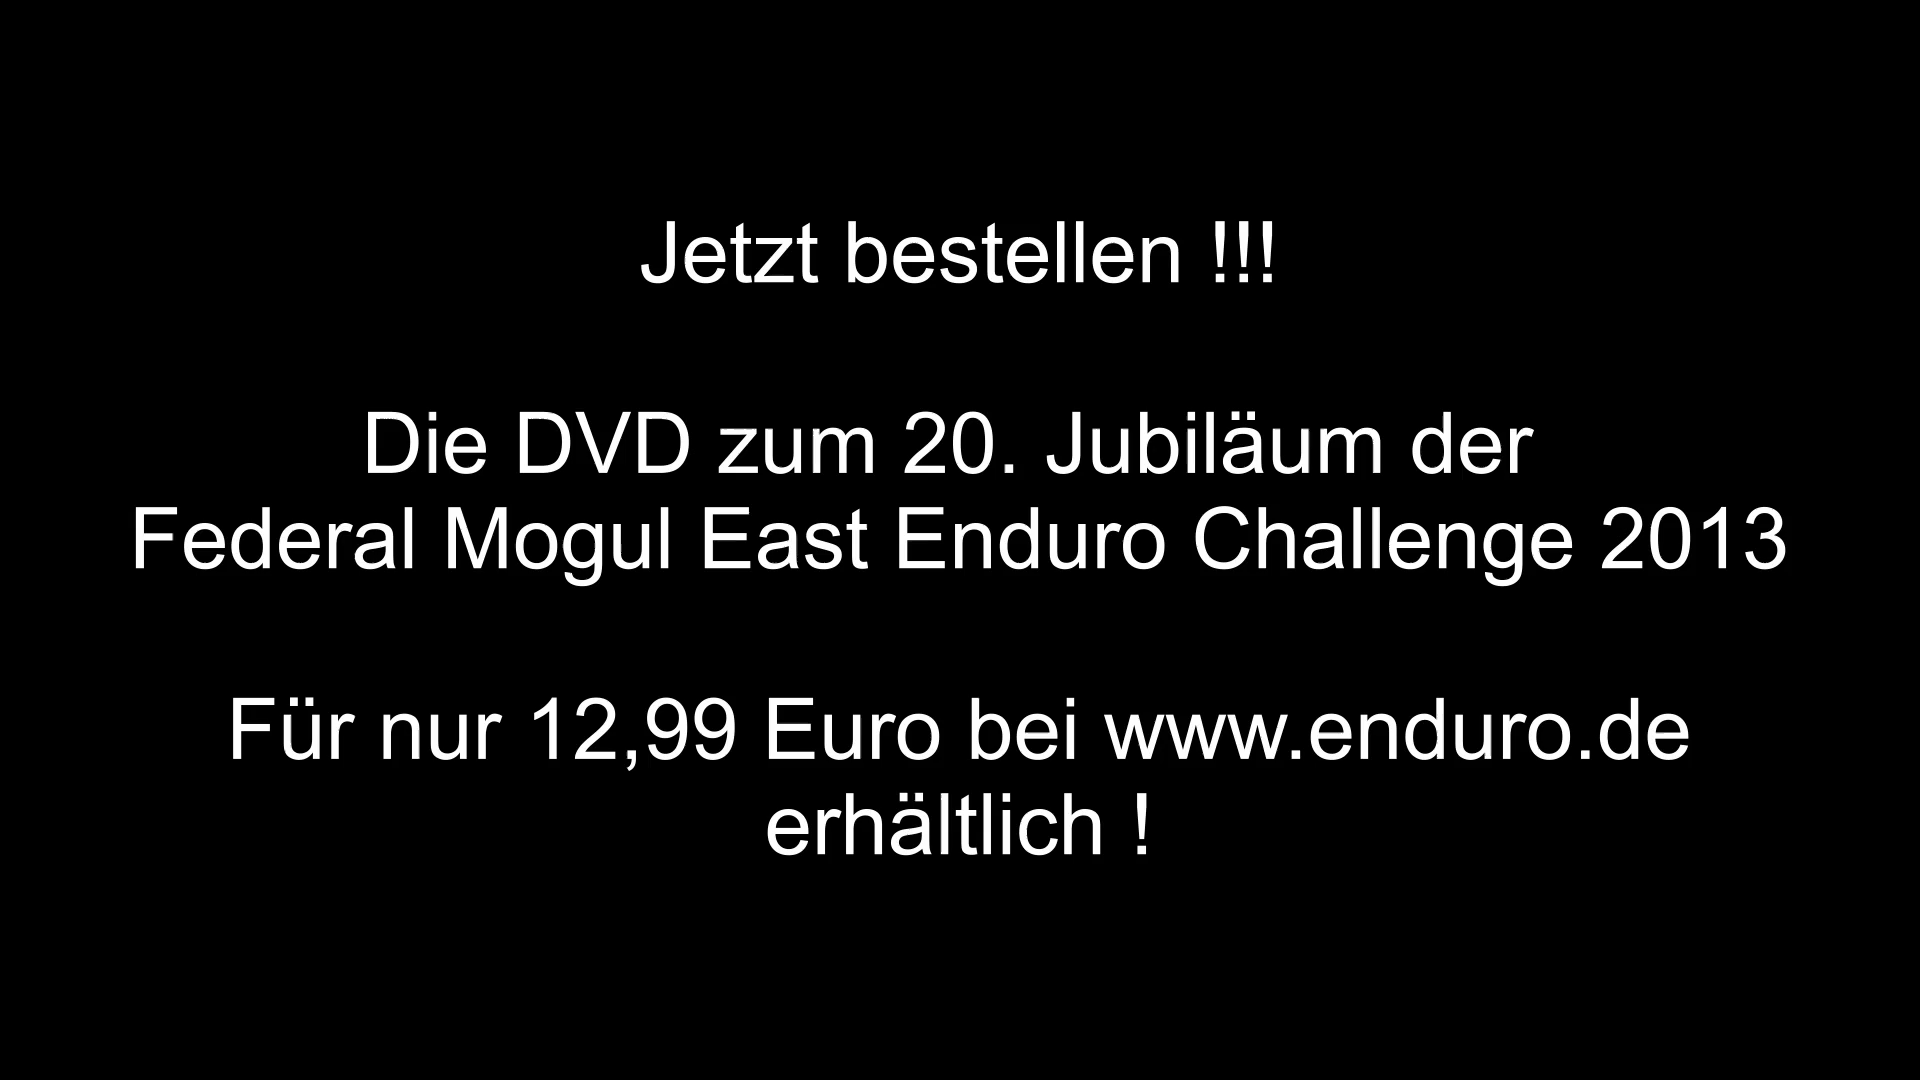 Jetzt bestellen !!!
Die DVD zum 20. Jubiläum der
Federal Mogul East Enduro Challenge 2013
Für nur 12,99 Euro bei www.enduro.de
erhältlich !